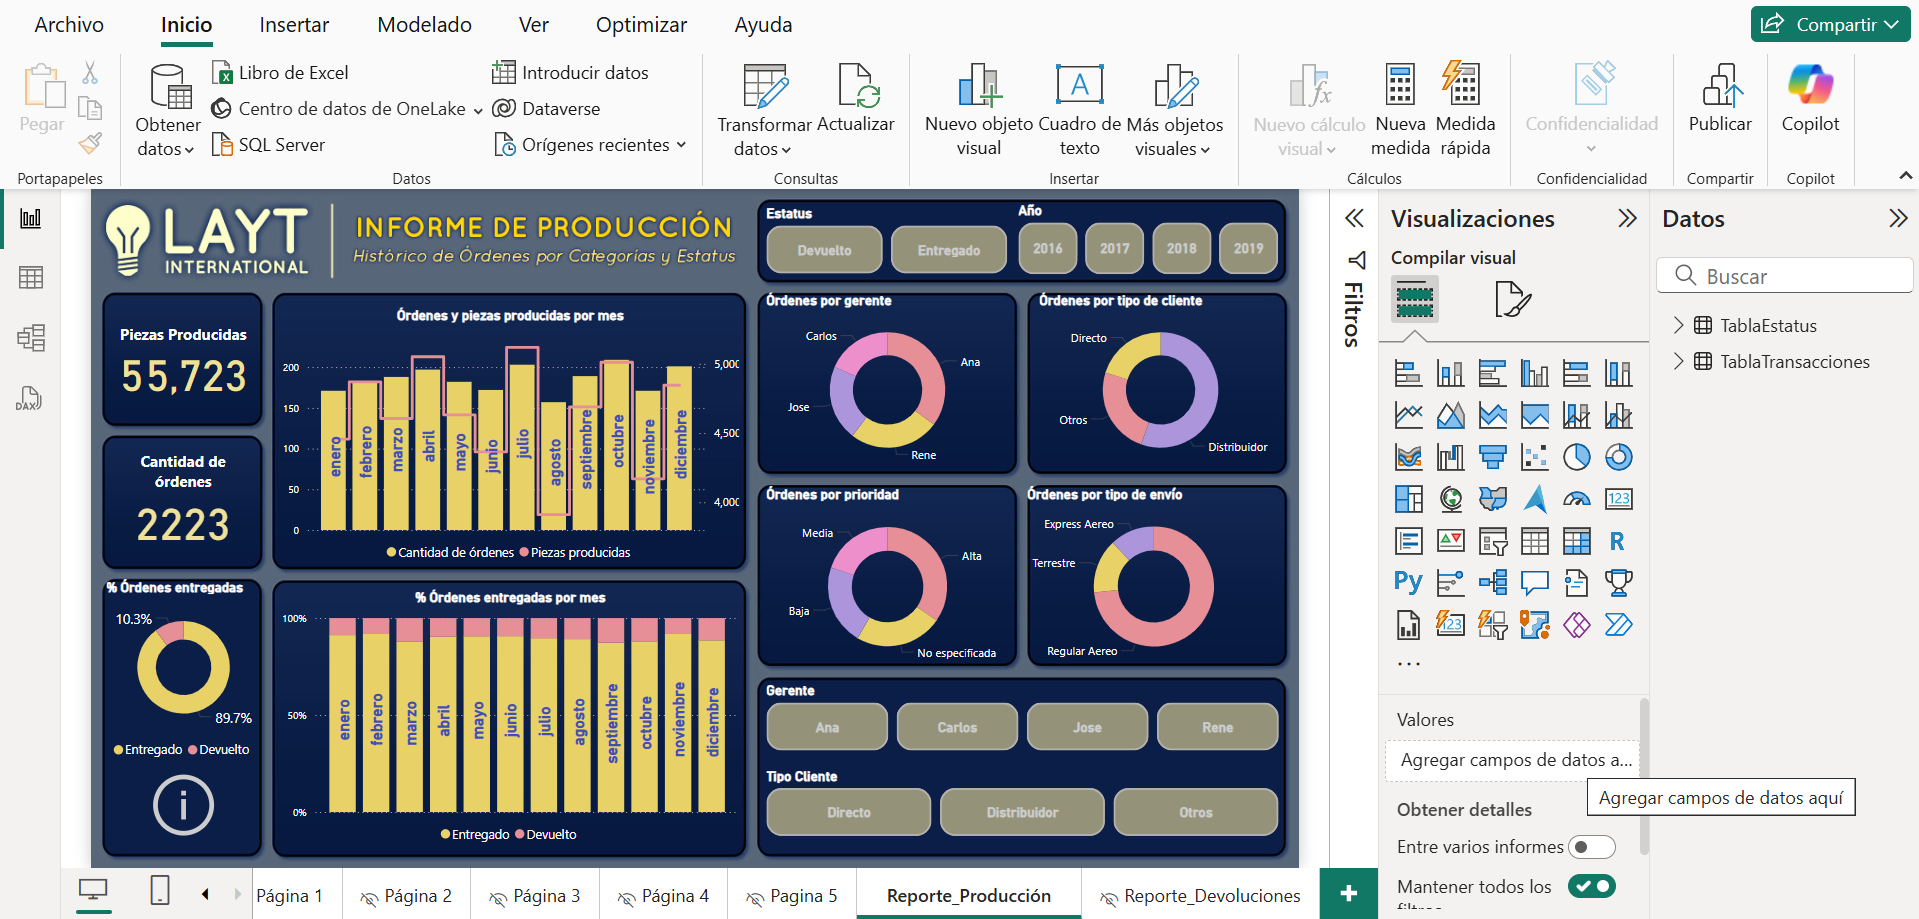 Archivo
Inicio
Insertar
Modelado
Ver
Optimizar
Ayuda
Compartir
Pegar
Portapapeles
Obtener
datos
Libro de Excel
Centro de datos de OneLake
SQL Server
Introducir datos
Dataverse
Orígenes recientes
Datos
Transformar
datos
Actualizar
Consultas
Nuevo objeto
visual
Cuadro de
texto
Más objetos
visuales
Insertar
Nuevo cálculo
visual
Nueva
medida
Medida
rápida
Cálculos
Confidencialidad
Confidencialidad
Publicar
Compartir
Copilot
Copilot
LAYT
INTERNATIONAL
INFORME DE PRODUCCIÓN
Histórico de Órdenes por Categorías y Estatus
Estatus
Devuelto
Entregado
Año
2016
2017
2018
2019
Piezas Producidas
55,723
Cantidad de
órdenes
2223
Órdenes y piezas producidas por mes
200
150
100
50
0
5,000
4,500
4,000
enero
febrero
marzo
abril
mayo
junio
julio
agosto
septiembre
octubre
noviembre
diciembre
Cantidad de órdenes
Piezas producidas
Órdenes por gerente
Carlos
Ana
Jose
Rene
Órdenes por tipo de cliente
Directo
Otros
Distribuidor
Órdenes por prioridad
Media
Alta
Baja
No especificada
Órdenes por tipo de envío
Express Aereo
Terrestre
Regular Aereo
% Órdenes entregadas
10.3%
89.7%
Entregado
Devuelto
i
% Órdenes entregadas por mes
100%
50%
0%
enero
febrero
marzo
abril
mayo
junio
julio
agosto
septiembre
octubre
noviembre
diciembre
Entregado
Devuelto
Gerente
Ana
Carlos
Jose
Rene
Tipo Cliente
Directo
Distribuidor
Otros
Filtros
Visualizaciones
Compilar visual
123
R
Py
123
...
Valores
Agregar campos de datos a...
Agregar campos de datos aquí
Obtener detalles
Entre varios informes
Mantener todos los
filtros
Datos
Buscar
TablaEstatus
TablaTransacciones
DAX
Página 1
Página 2
Página 3
Página 4
Pagina 5
Reporte_Producción
Reporte_Devoluciones
+